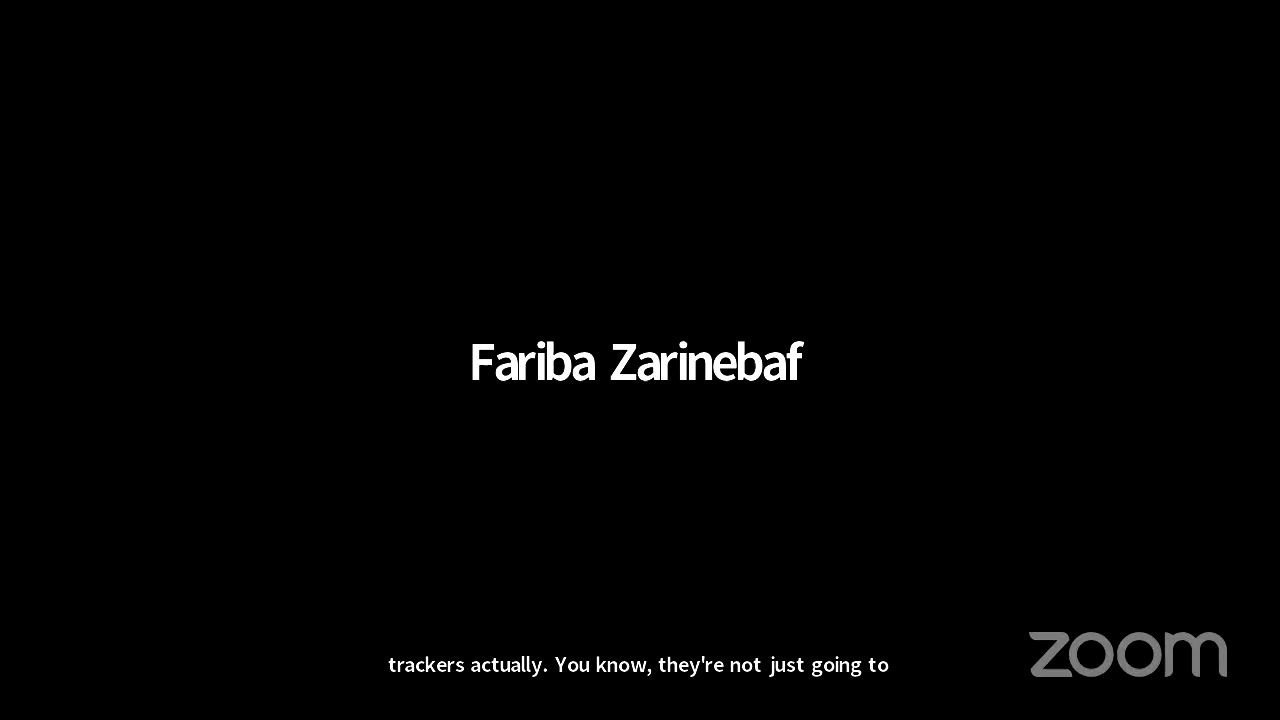 Fariba Zarinebaf
trackers actually. You know, they're not just going to
zoom